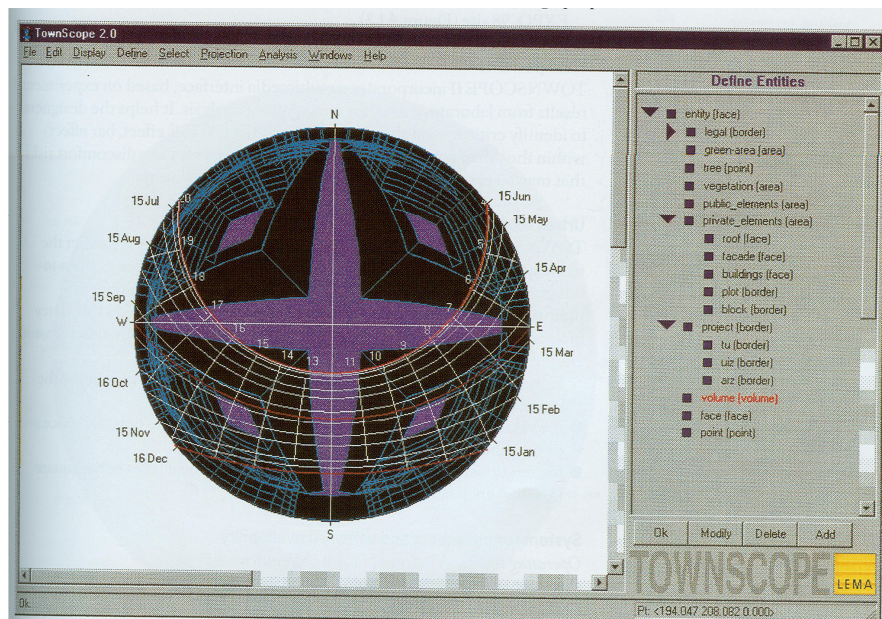 TownScope 2.0
File Edit Display Define Select Projection Analysis Windows Help
Define Entities
entity (face)
legal (border)
green-area (area)
tree (point)
vegetation (area)
public_elements (area)
private_elements (area)
roof (face)
facade (face)
buildings (face)
plot (border)
block (border)
project (border)
tu (border)
uiz (border)
arz (border)
volume (volume)
face (face)
point (point)
Ok Modify Delete Add
TOWNSCOPE LEMA
Pt: <194.047 208.082 0.000>
Ok.
N
15 Jul
15 Aug
15 Sep
W
16 Oct
15 Nov
16 Dec
S
15 Jun
15 May
15 Apr
E
15 Mar
15 Feb
15 Jan
20
19
18
17
16
15
14
13
11
10
9
8
7
6
5
4